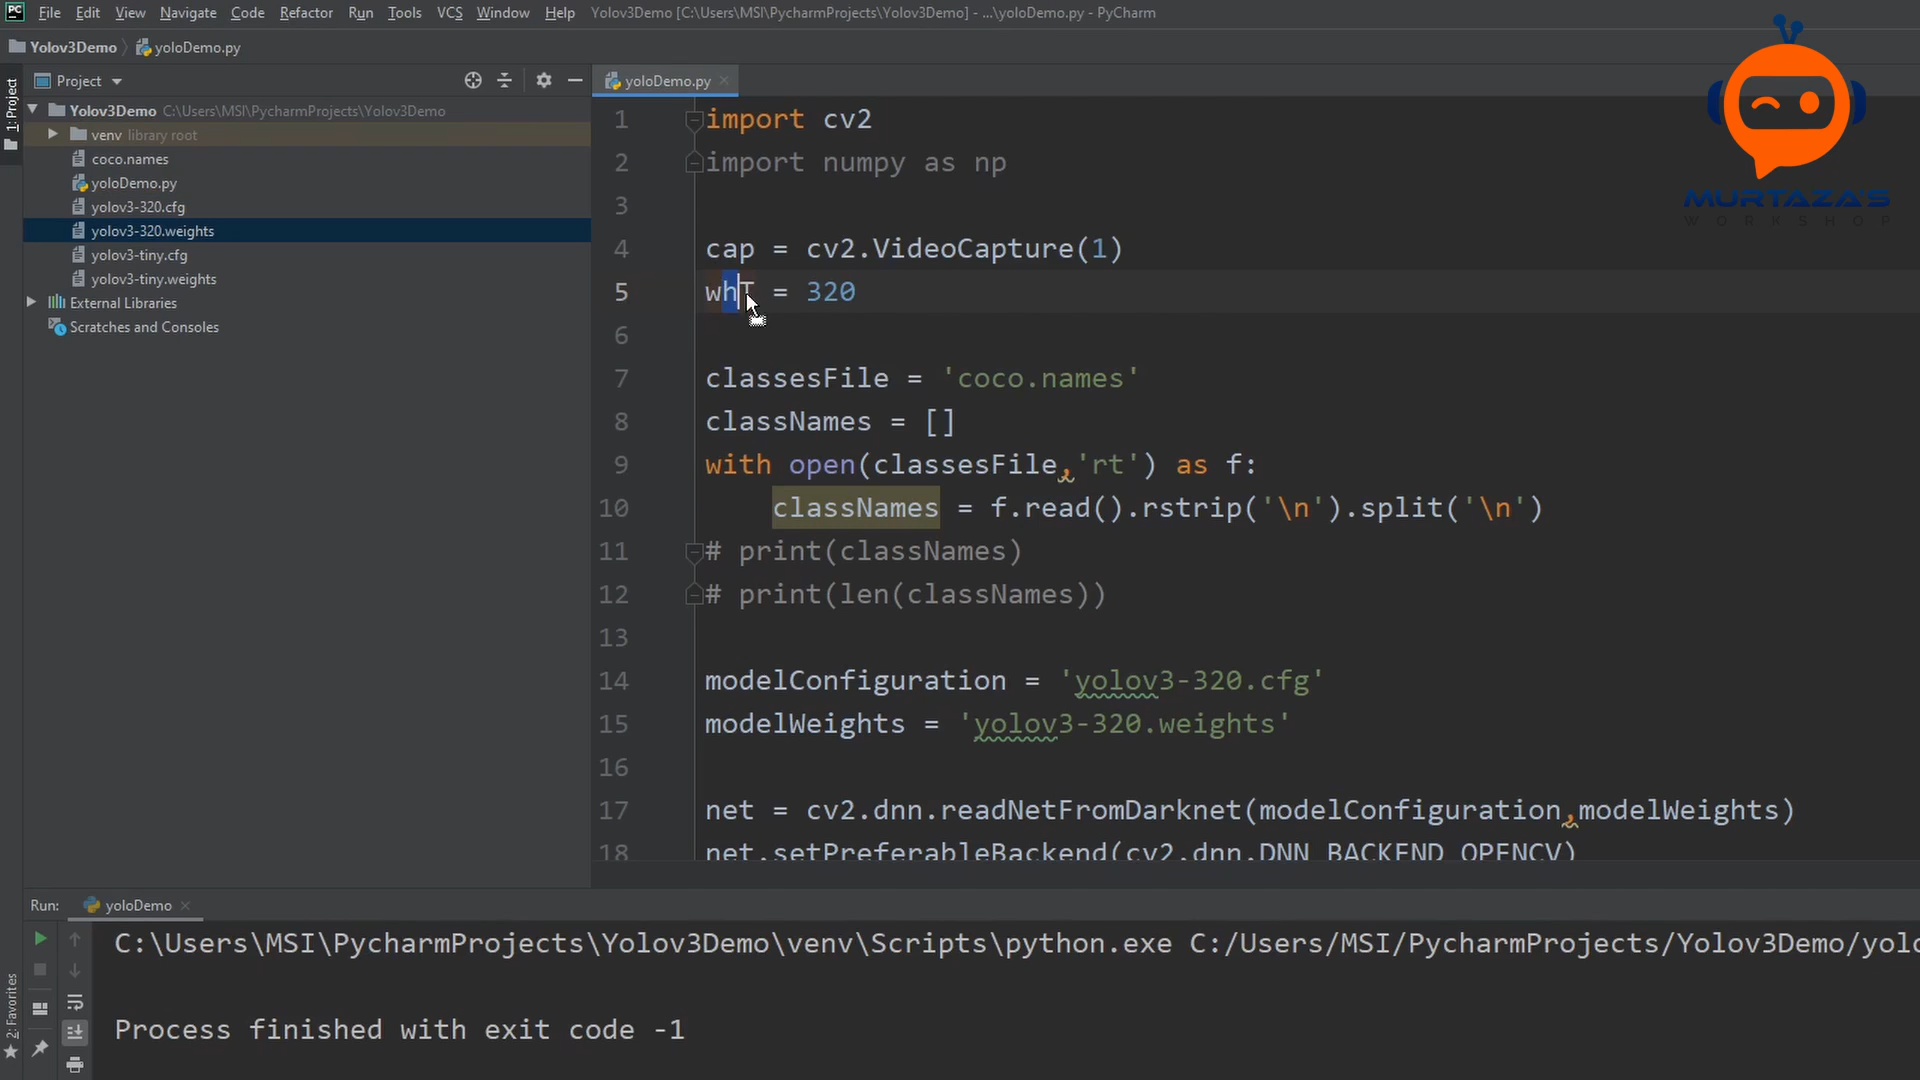 File Edit View Navigate Code Refactor Run Tools VCS Window Help Yolov3Demo [C:\Users\MSI\PycharmProjects\Yolov3Demo] - ...\yoloDemo.py - PyCharm
Yolov3Demo yoloDemo.py
Project
yoloDemo.py
1: Project
Yolov3Demo C:\Users\MSI\PycharmProjects\Yolov3Demo
venv library root
coco.names
yoloDemo.py
yolov3-320.cfg
yolov3-320.weights
yolov3-tiny.cfg
yolov3-tiny.weights
External Libraries
Scratches and Consoles
1 import cv2
2 import numpy as np
3
4 cap = cv2.VideoCapture(1)
5 whT = 320
6
7 classesFile = 'coco.names'
8 classNames = []
9 with open(classesFile,'rt') as f:
10 classNames = f.read().rstrip('\n').split('\n')
11 # print(classNames)
12 # print(len(classNames))
13
14 modelConfiguration = 'yolov3-320.cfg'
15 modelWeights = 'yolov3-320.weights'
16
17 net = cv2.dnn.readNetFromDarknet(modelConfiguration,modelWeights)
18 net.setPreferableBackend(cv2.dnn.DNN_BACKEND_OPENCV)
MURTAZA'S
WORKSHOP
Run: yoloDemo
C:\Users\MSI\PycharmProjects\Yolov3Demo\venv\Scripts\python.exe C:/Users/MSI/PycharmProjects/Yolov3Demo/yolo
Process finished with exit code -1
2: Favorites